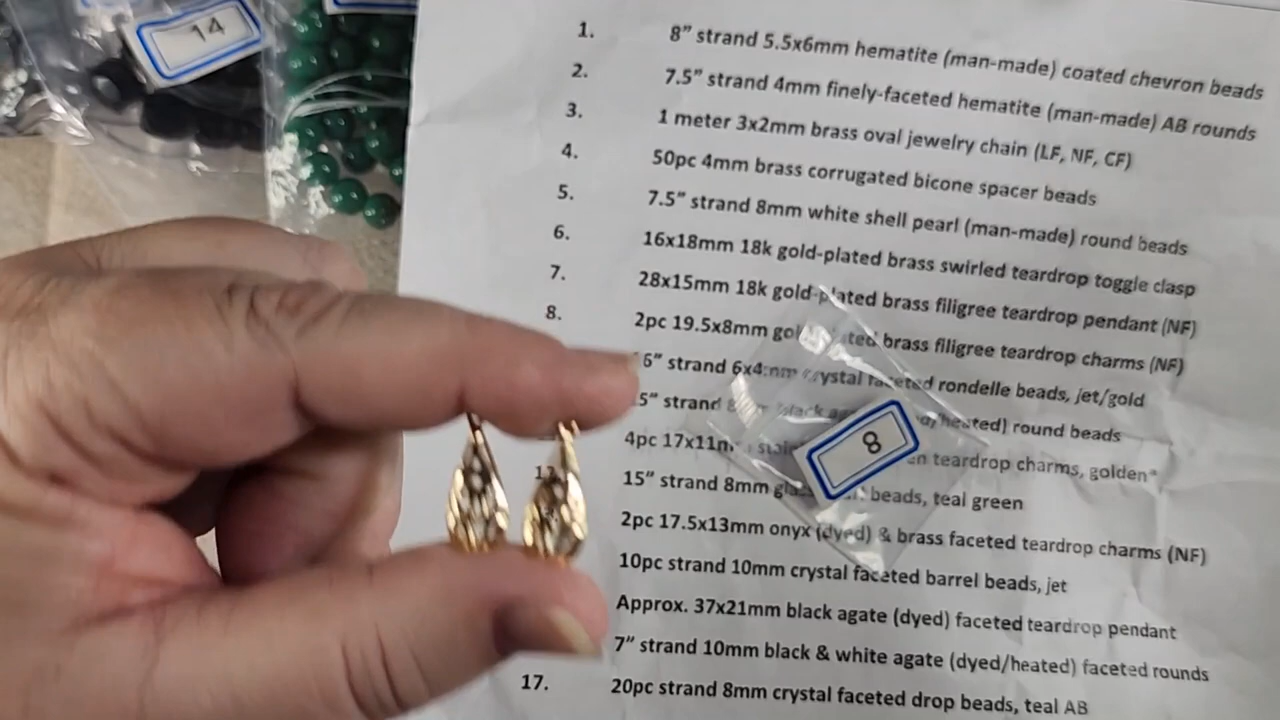 14
1. 8” strand 5.5x6mm hematite (man-made) coated chevron beads
2. 7.5” strand 4mm finely-faceted hematite (man-made) AB rounds
3. 1 meter 3x2mm brass oval jewelry chain (LF, NF, CF)
4. 50pc 4mm brass corrugated bicone spacer beads
5. 7.5” strand 8mm white shell pearl (man-made) round beads
6. 16x18mm 18k gold-plated brass swirled teardrop toggle clasp
7. 28x15mm 18k gold-plated brass filigree teardrop pendant (NF)
8. 2pc 19.5x8mm brass filigree teardrop charms (NF)
6” strand 6x4mm crystal faceted rondelle beads, jet/gold
5” strand black round beads
4pc teardrop charms, golden*
8
15” strand 8mm beads, teal green
2pc 17.5x13mm onyx (dyed) & brass faceted teardrop charms (NF)
10pc strand 10mm crystal faceted barrel beads, jet
Approx. 37x21mm black agate (dyed) faceted teardrop pendant
7” strand 10mm black & white agate (dyed/heated) faceted rounds
17. 20pc strand 8mm crystal faceted drop beads, teal AB